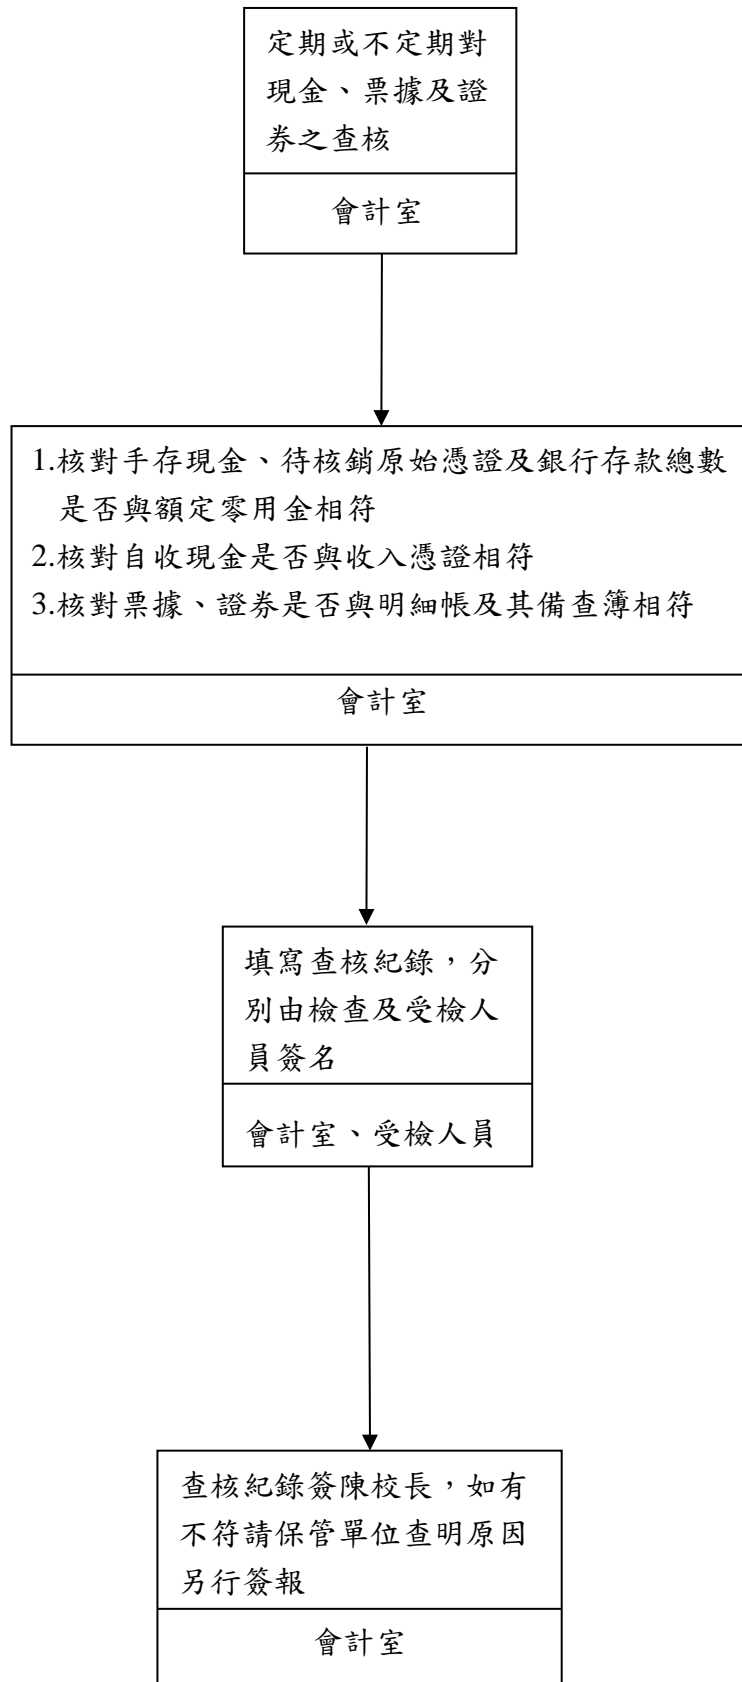 定期或不定期對
現金、票據及證
券之查核
會計室
1.核對手存現金、待核銷原始憑證及銀行存款總數
是否與額定零用金相符
2.核對自收現金是否與收入憑證相符
3.核對票據、證券是否與明細帳及其備查簿相符
會計室
填寫查核紀錄，分
別由檢查及受檢人
員簽名
會計室、受檢人員
查核紀錄簽陳校長，如有
不符請保管單位查明原因
另行簽報
會計室